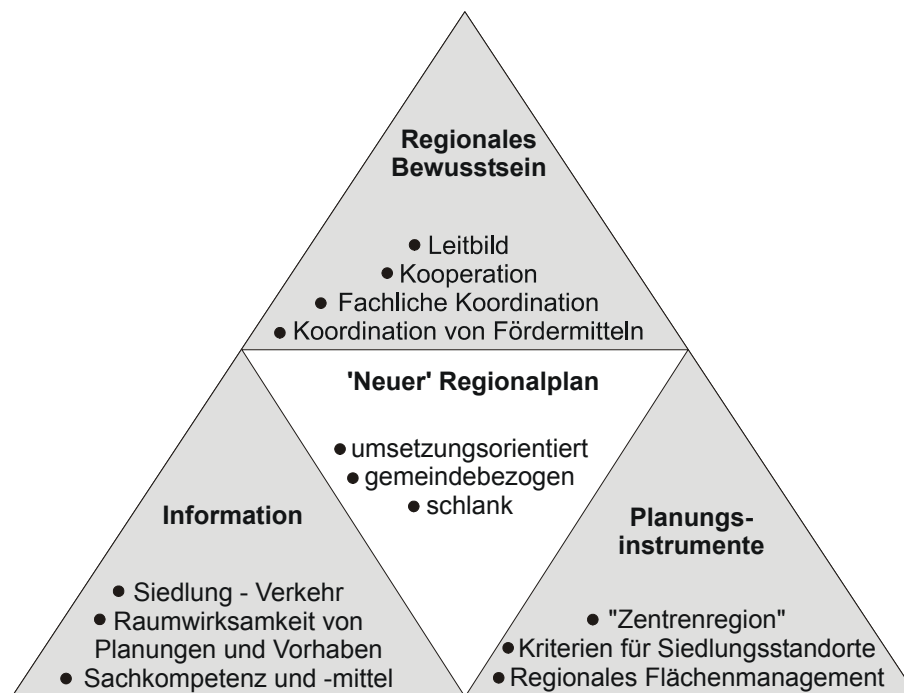 Regionales
Bewusstsein
● Leitbild
● Kooperation
● Fachliche Koordination
● Koordination von Fördermitteln
'Neuer' Regionalplan
● umsetzungsorientiert
● gemeindebezogen
● schlank
Information
● Siedlung - Verkehr
● Raumwirksamkeit von
Planungen und Vorhaben
● Sachkompetenz und -mittel
Planungs-
instrumente
● "Zentrenregion"
● Kriterien für Siedlungsstandorte
● Regionales Flächenmanagement